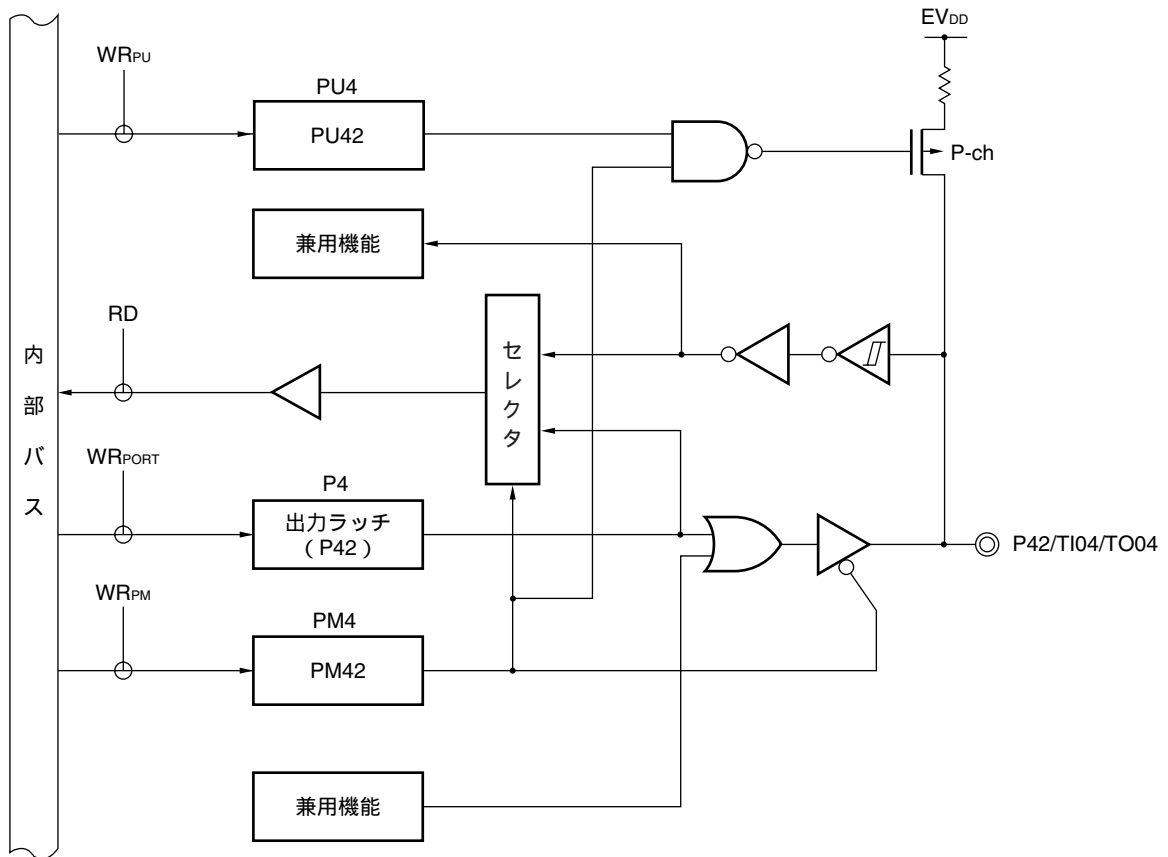 EVDD
WRPU
PU4
PU42
P-ch
兼用機能
RD
セレクタ
内部バス
WRPORT
P4
出力ラッチ
(P42)
P42/TI04/TO04
WRPM
PM4
PM42
兼用機能